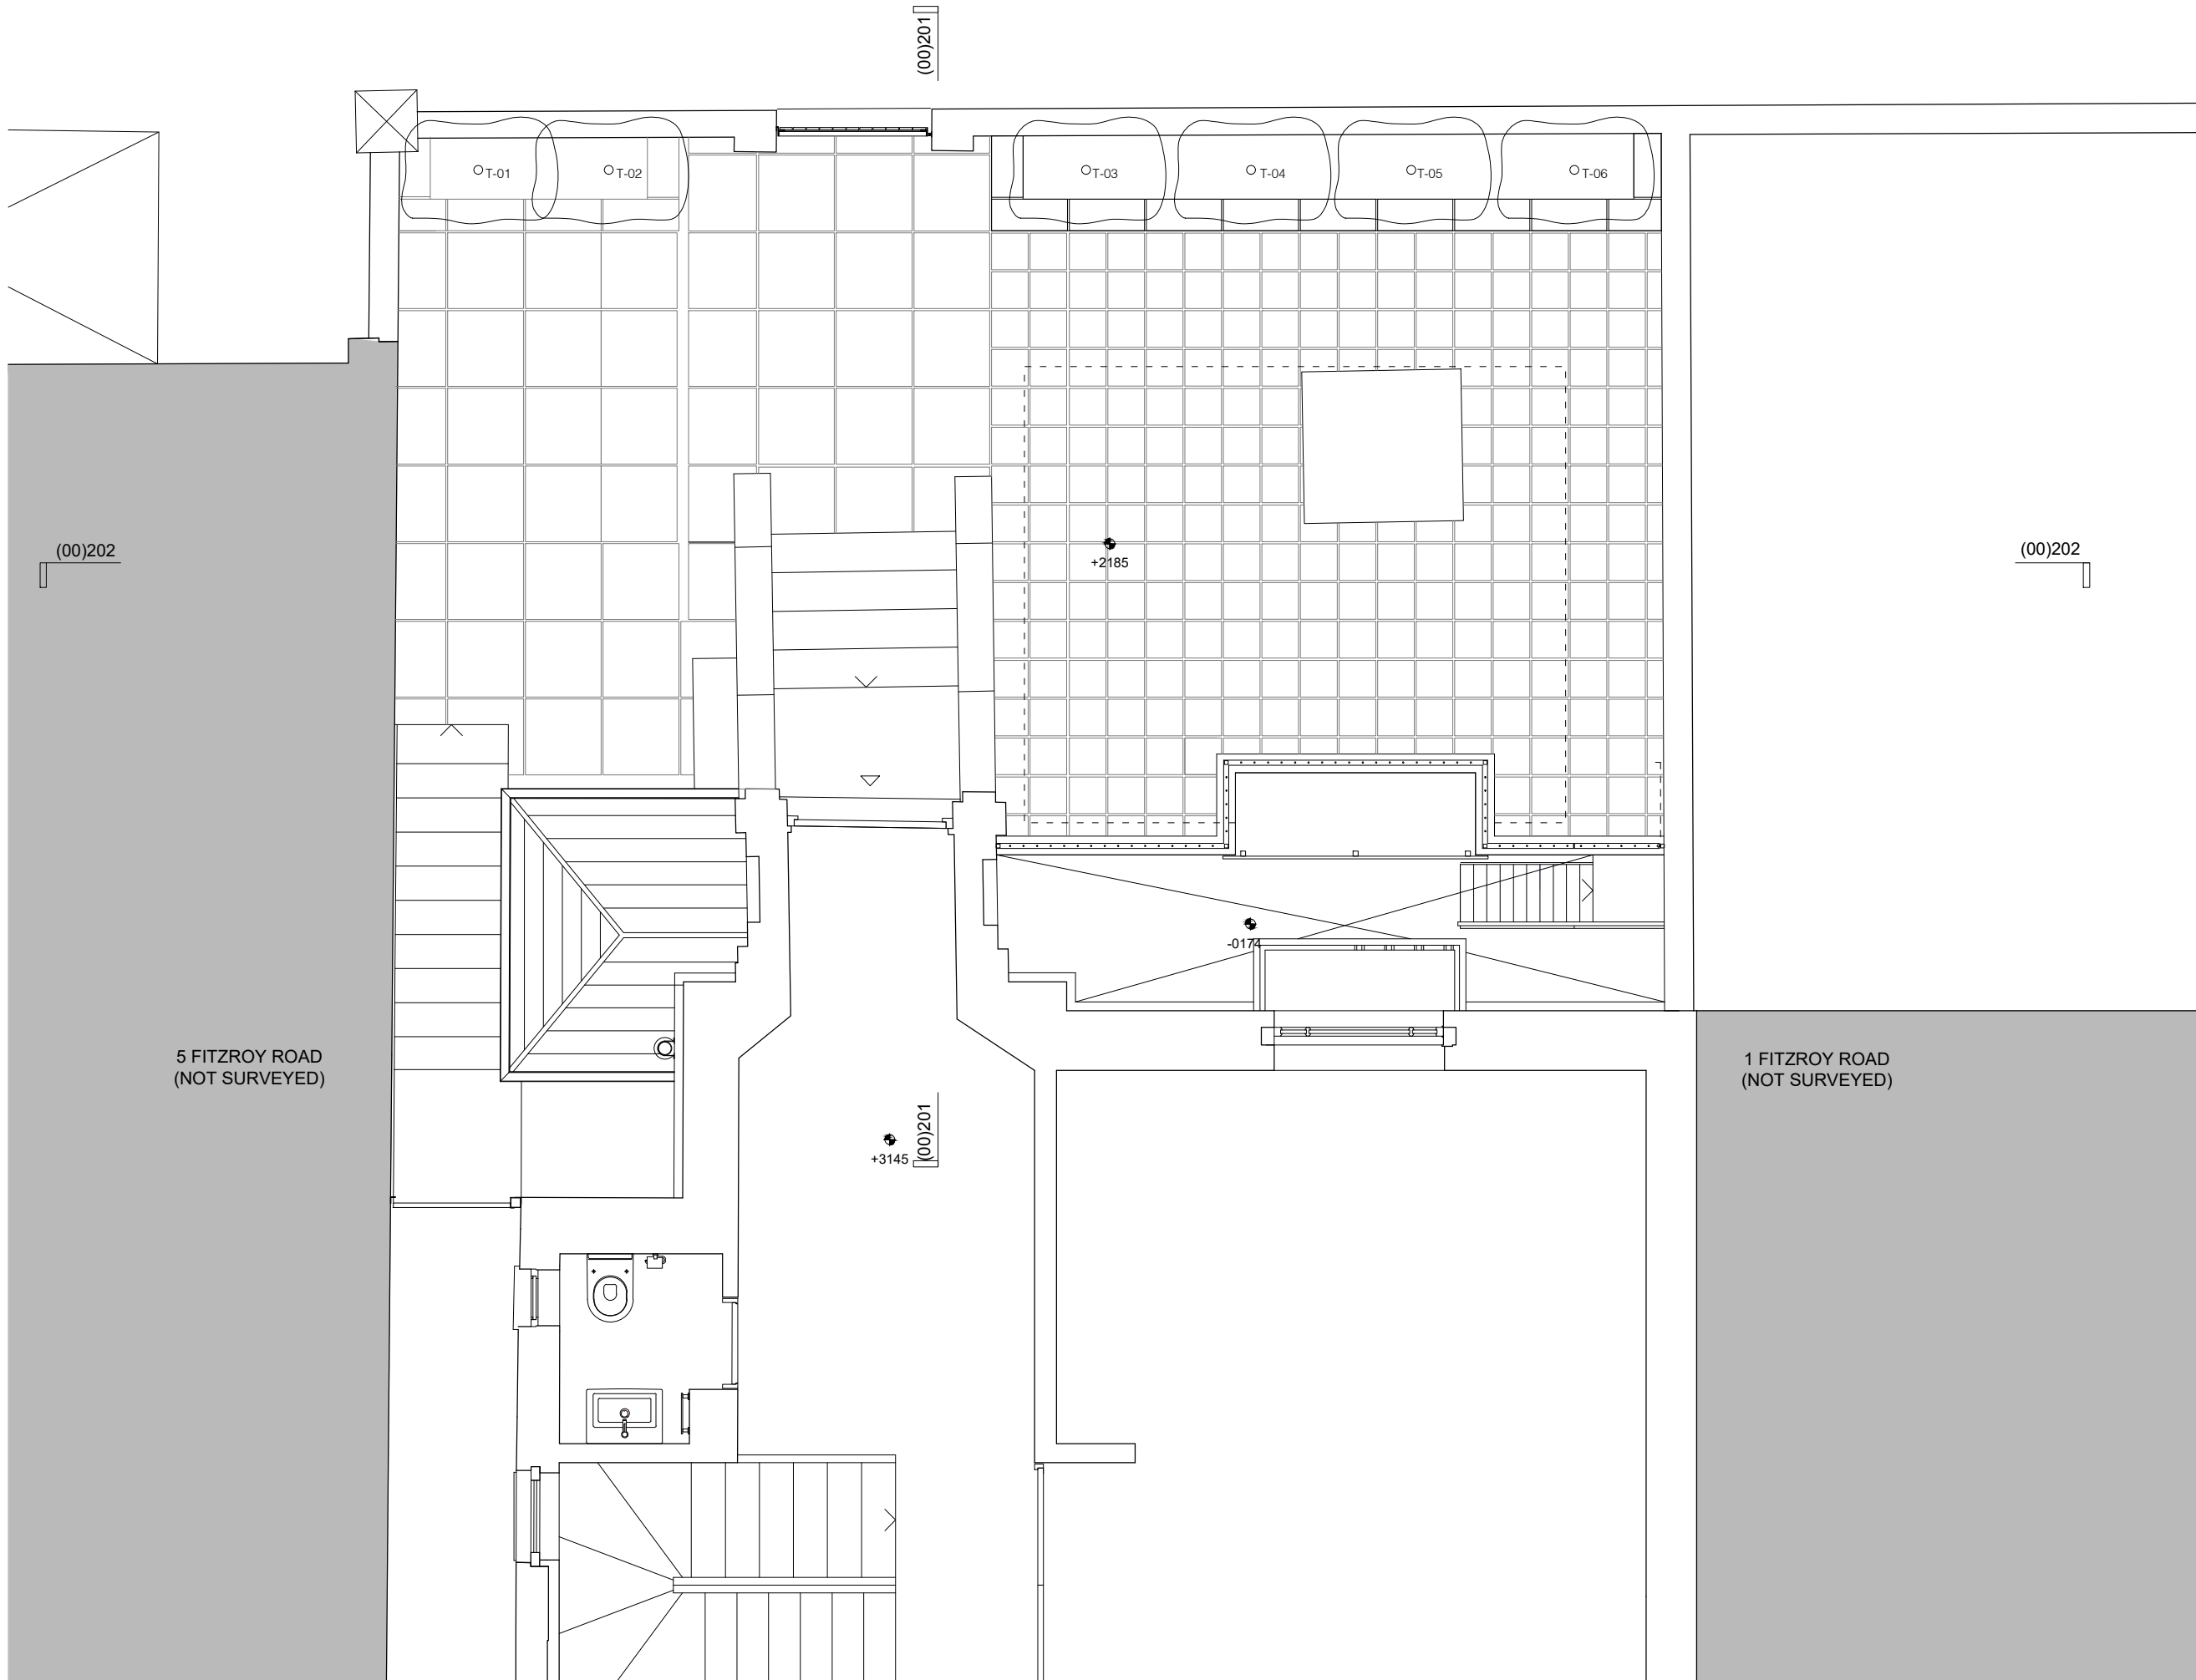 (00)201
T-01
T-02
T-03
T-04
T-05
T-06
(00)202
(00)202
+2185
-0174
5 FITZROY ROAD
(NOT SURVEYED)
1 FITZROY ROAD
(NOT SURVEYED)
(00)201
+3145